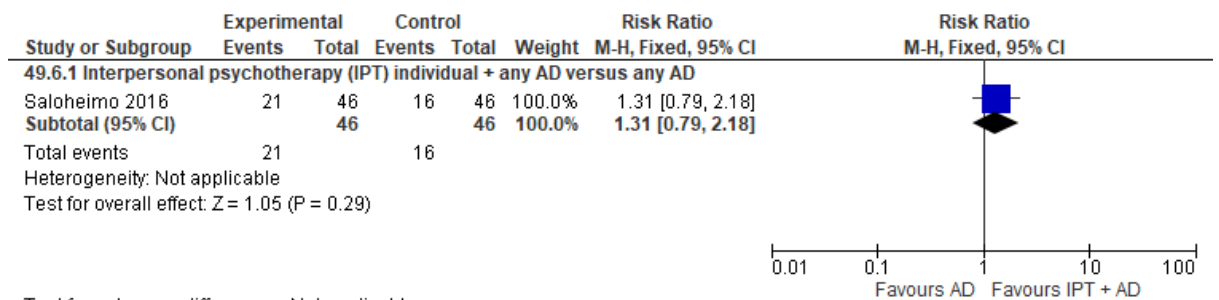 Experimental Control Risk Ratio Risk Ratio
Study or Subgroup Events Total Events Total Weight M-H, Fixed, 95% CI M-H, Fixed, 95% CI
49.6.1 Interpersonal psychotherapy (IPT) individual + any AD versus any AD
Saloheimo 2016 21 46 16 46 100.0% 1.31 [0.79, 2.18]
Subtotal (95% CI) 46 46 100.0% 1.31 [0.79, 2.18]
Total events 21 16
Heterogeneity: Not applicable
Test for overall effect: Z = 1.05 (P = 0.29)
0.01 0.1 1 10 100
Favours AD Favours IPT + AD